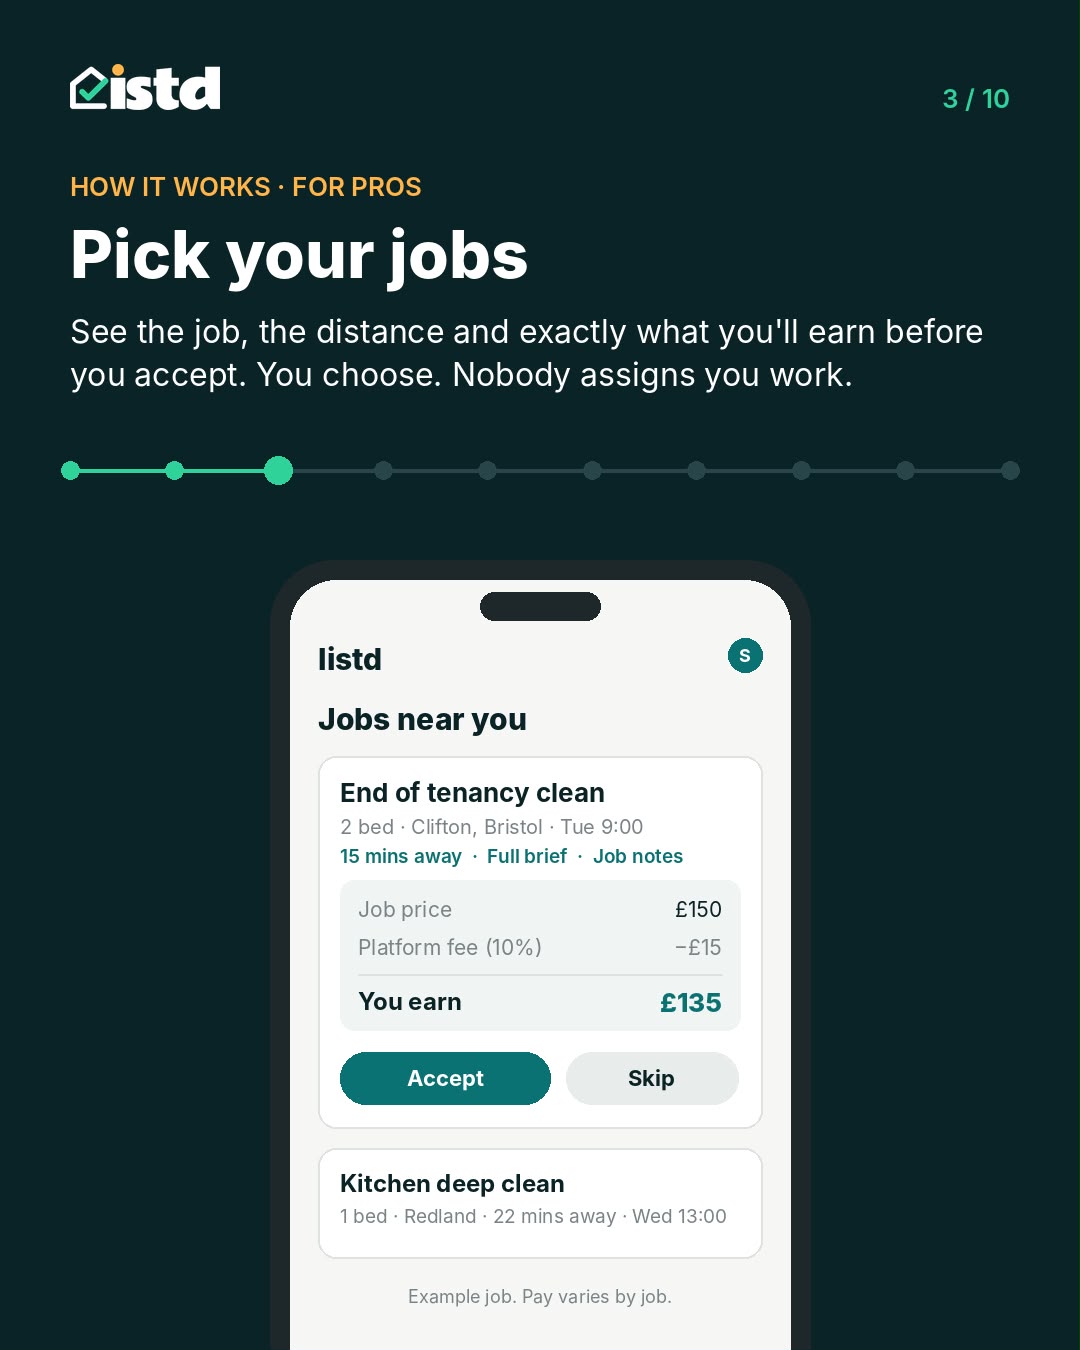 listd
3 / 10
HOW IT WORKS · FOR PROS
Pick your jobs
See the job, the distance and exactly what you'll earn before
you accept. You choose. Nobody assigns you work.
listd
S
Jobs near you
End of tenancy clean
2 bed · Clifton, Bristol · Tue 9:00
15 mins away · Full brief · Job notes
Job price £150
Platform fee (10%) −£15
You earn £135
Accept Skip
Kitchen deep clean
1 bed · Redland · 22 mins away · Wed 13:00
Example job. Pay varies by job.